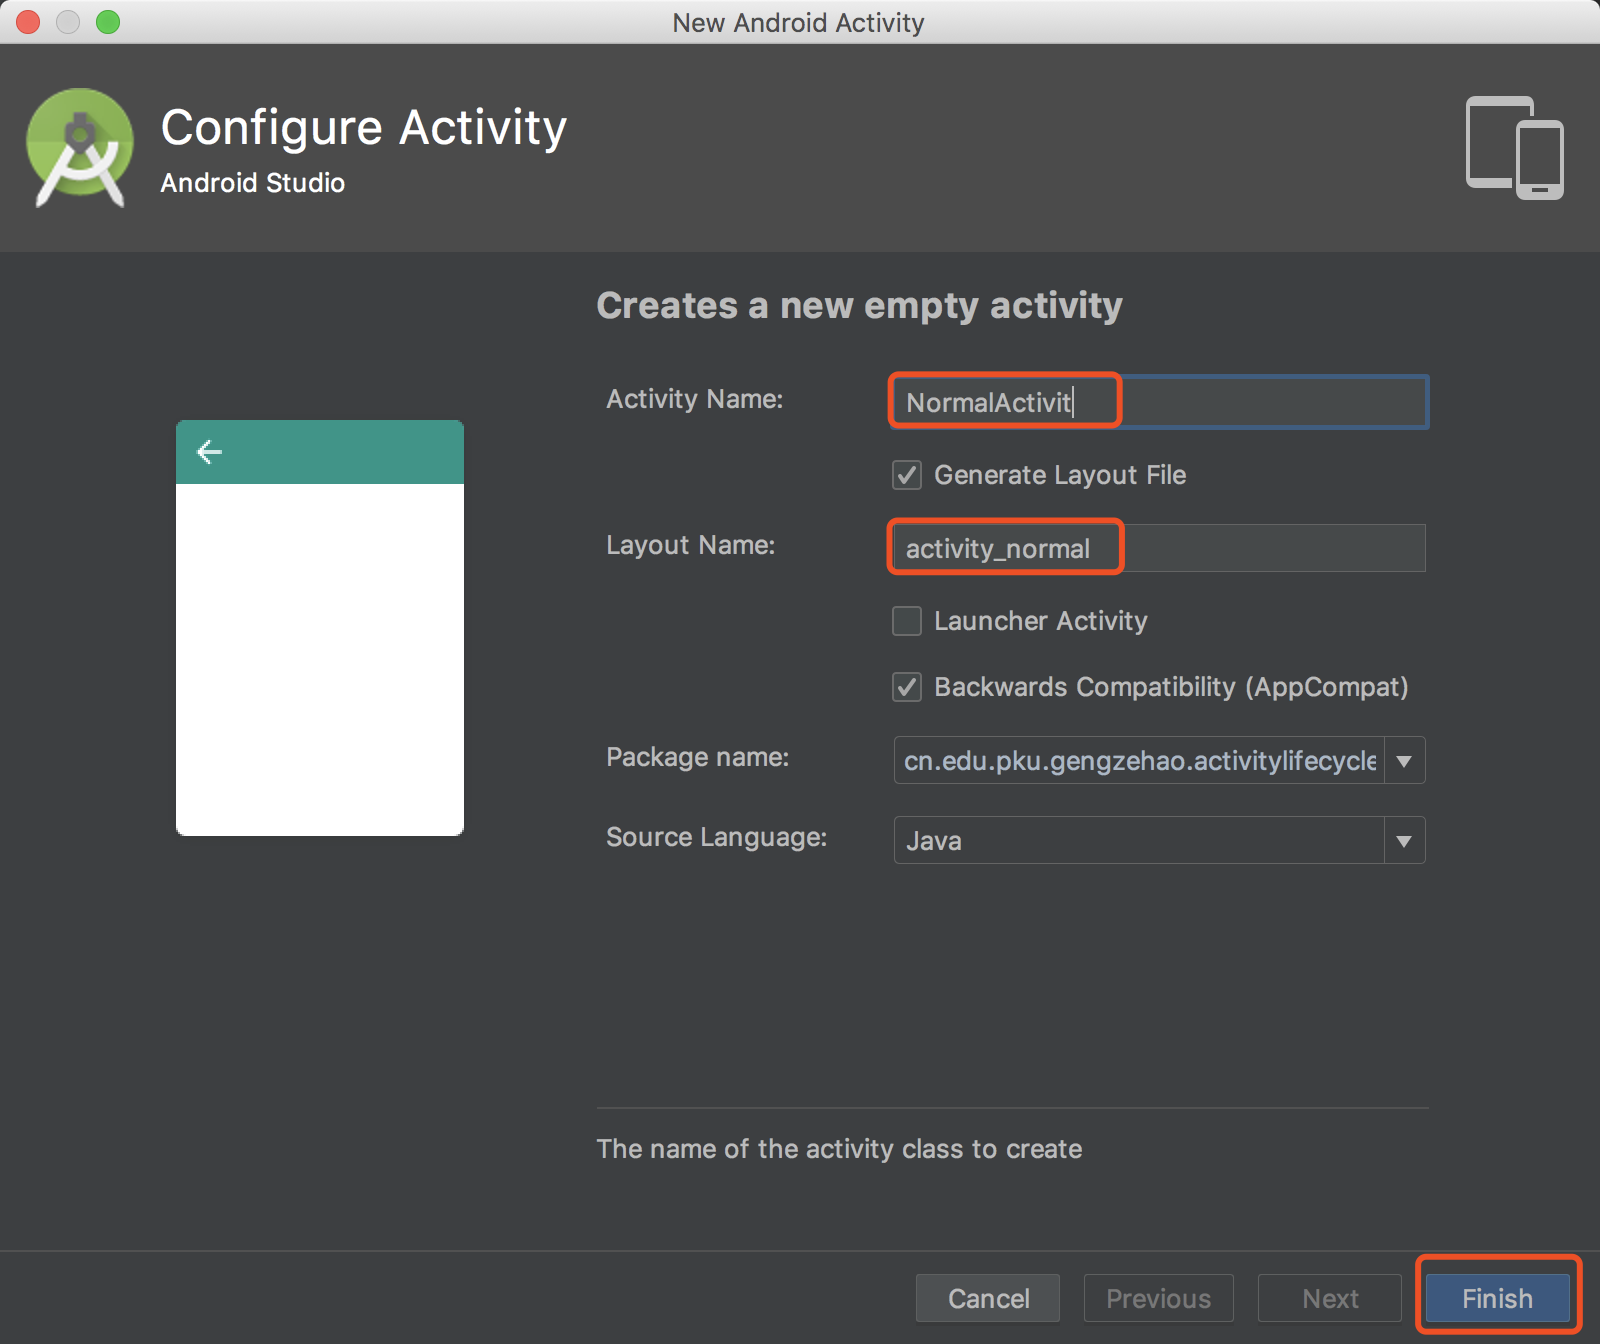 New Android Activity
Configure Activity
Android Studio
Creates a new empty activity
Activity Name: NormalActivit
Generate Layout File
Layout Name: activity_normal
Launcher Activity
Backwards Compatibility (AppCompat)
Package name: cn.edu.pku.gengzehao.activitylifecycle
Source Language: Java
The name of the activity class to create
Cancel Previous Next Finish